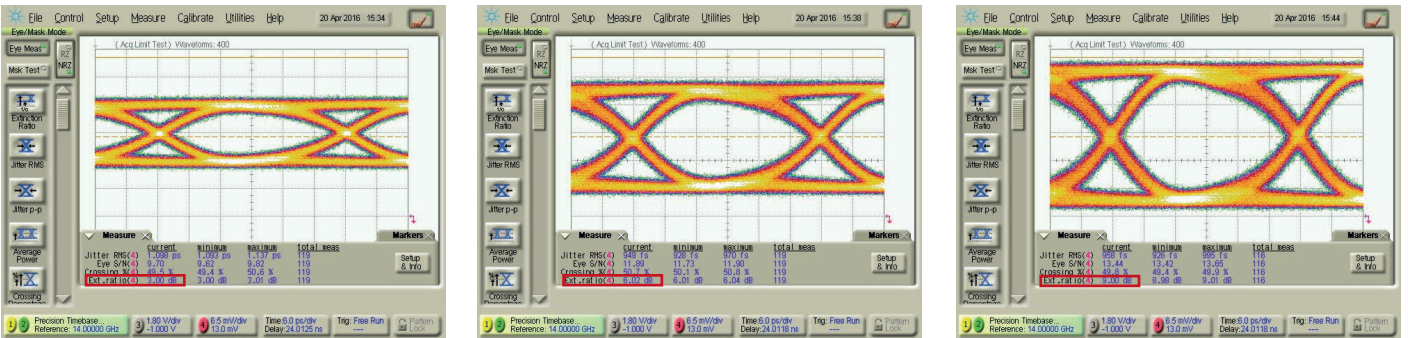 File Control Setup Measure Calibrate Utilities Help 20 Apr 2016 15:34
Eye/Mask Mode
Eye Meas
Msk Test
RZ
NRZ
( Acq Limit Test ) Waveforms: 400
Extinction
Ratio
Jitter RMS
Jitter p-p
Average
Power
Crossing
Measure
Markers
current minimum maximum total meas
Jitter RMS(4) 1.098 ps 1.093 ps 1.137 ps 119
Eye S/N(4) 9.70 9.62 9.82 119
Crossing %(4) 49.5 % 49.4 % 50.6 % 119
Ext.ratio(4) 3.00 dB 3.00 dB 3.01 dB 119
Setup
& Info
1 2 Precision Timebase...
Reference: 14.00000 GHz
3 1.80 V/div
-1.000 V
4 6.5 mV/div
13.0 mV
Time:6.0 ps/div
Delay:24.0125 ns
Trig: Free Run
----
Pattern
Lock
File Control Setup Measure Calibrate Utilities Help 20 Apr 2016 15:38
Eye/Mask Mode
Eye Meas
Msk Test
RZ
NRZ
( Acq Limit Test ) Waveforms: 400
Extinction
Ratio
Jitter RMS
Jitter p-p
Average
Power
Crossing
Measure
Markers
current minimum maximum total meas
Jitter RMS(4) 949 fs 928 fs 970 fs 119
Eye S/N(4) 11.89 11.73 11.90 119
Crossing %(4) 50.7 % 50.1 % 50.8 % 119
Ext.ratio(4) 6.02 dB 6.01 dB 6.04 dB 119
Setup
& Info
1 2 Precision Timebase...
Reference: 14.00000 GHz
3 1.80 V/div
-1.000 V
4 6.5 mV/div
13.0 mV
Time:6.0 ps/div
Delay:24.0118 ns
Trig: Free Run
----
Pattern
Lock
File Control Setup Measure Calibrate Utilities Help 20 Apr 2016 15:44
Eye/Mask Mode
Eye Meas
Msk Test
RZ
NRZ
( Acq Limit Test ) Waveforms: 400
Extinction
Ratio
Jitter RMS
Jitter p-p
Average
Power
Crossing
Measure
Markers
current minimum maximum total meas
Jitter RMS(4) 958 fs 926 fs 995 fs 116
Eye S/N(4) 13.44 13.42 13.65 116
Crossing %(4) 49.8 % 49.4 % 49.9 % 116
Ext.ratio(4) 9.00 dB 8.98 dB 9.01 dB 116
Setup
& Info
1 2 Precision Timebase...
Reference: 14.00000 GHz
3 1.80 V/div
-1.000 V
4 6.5 mV/div
13.0 mV
Time:6.0 ps/div
Delay:24.0118 ns
Trig: Free Run
----
Pattern
Lock